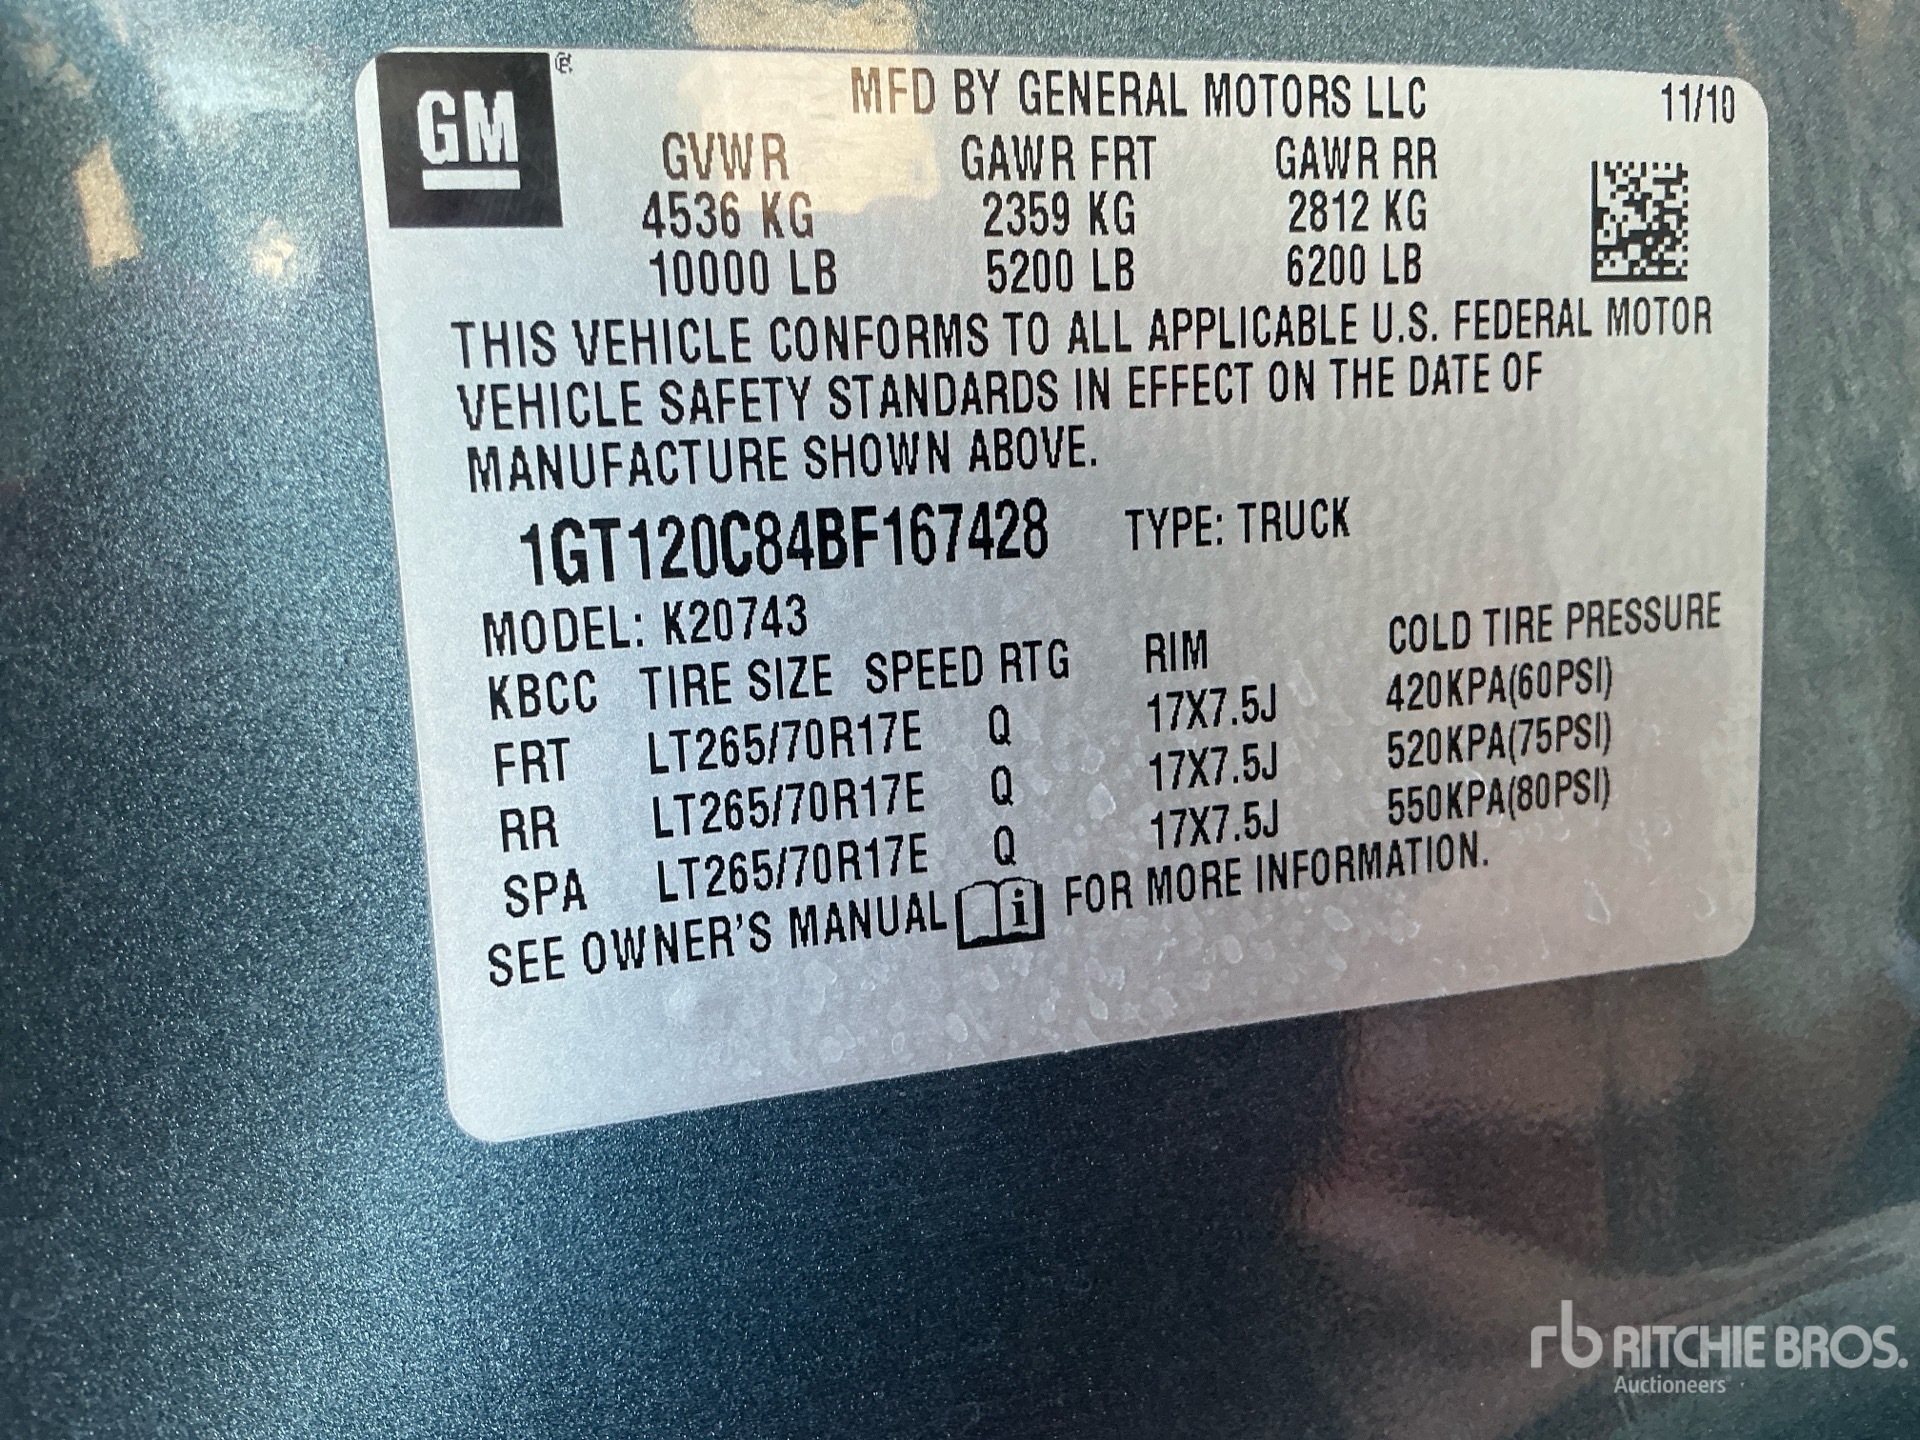 GM
MFD BY GENERAL MOTORS LLC 11/10
GVWR GAWR FRT GAWR RR
4536 KG 2359 KG 2812 KG
10000 LB 5200 LB 6200 LB
THIS VEHICLE CONFORMS TO ALL APPLICABLE U.S. FEDERAL MOTOR
VEHICLE SAFETY STANDARDS IN EFFECT ON THE DATE OF
MANUFACTURE SHOWN ABOVE.
1GT120C84BF167428 TYPE: TRUCK
MODEL: K20743
KBCC TIRE SIZE SPEED RTG RIM COLD TIRE PRESSURE
FRT LT265/70R17E Q 17X7.5J 420KPA(60PSI)
RR LT265/70R17E Q 17X7.5J 520KPA(75PSI)
SPA LT265/70R17E Q 17X7.5J 550KPA(80PSI)
SEE OWNER'S MANUAL i FOR MORE INFORMATION.
rb RITCHIE BROS.
Auctioneers